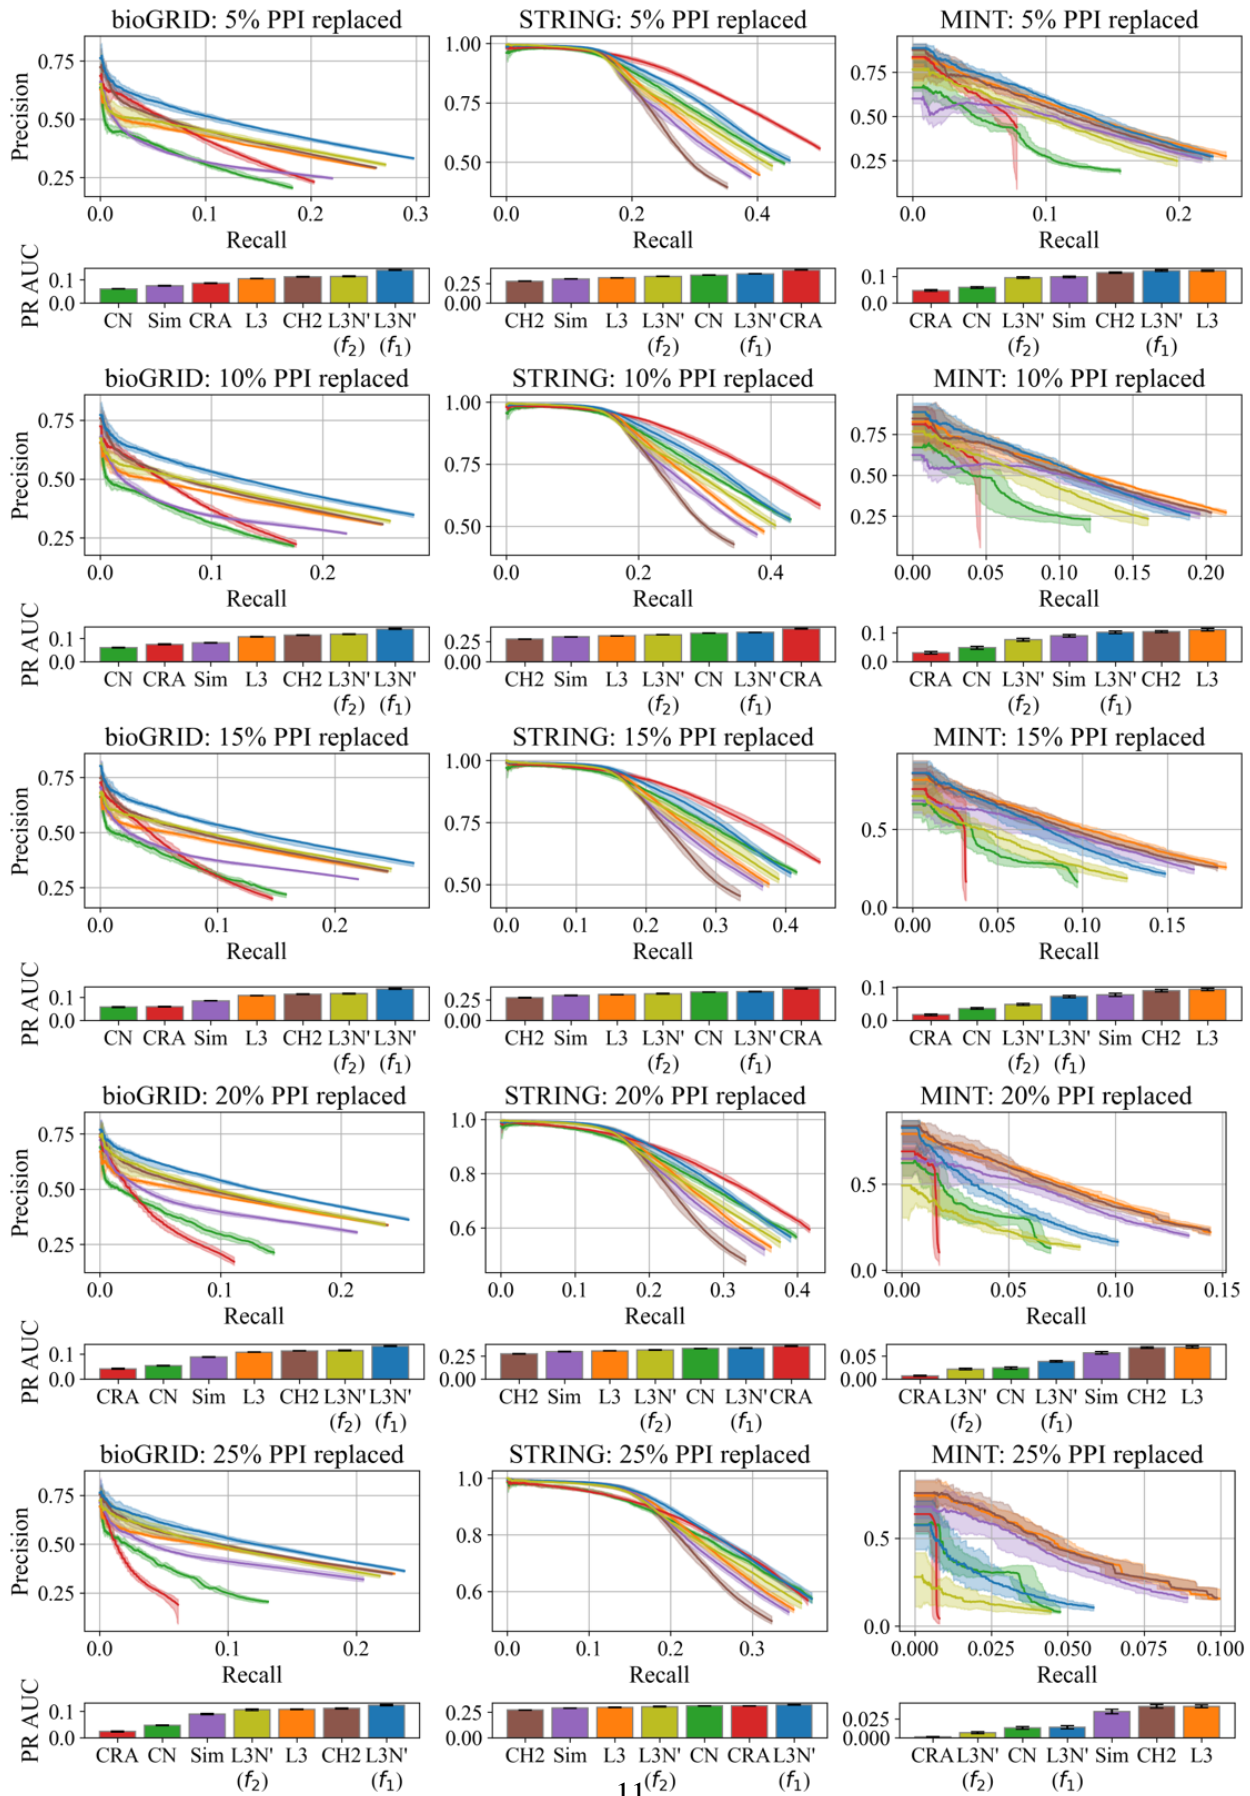 bioGRID: 5% PPI replaced STRING: 5% PPI replaced MINT: 5% PPI replaced
Precision
0.75 0.50 0.25
1.00 0.75 0.50
0.75 0.50 0.25
0.0 0.1 0.2 0.3 0.0 0.2 0.4 0.0 0.1 0.2
Recall Recall Recall
PR AUC
0.1 0.0 0.25 0.00 0.1 0.0
CN Sim CRA L3 CH2 L3N' L3N' CH2 Sim L3 L3N' CN L3N' CRA CRA CN L3N' Sim CH2 L3N' L3
(f2) (f1) (f2) (f1) (f2) (f1)
bioGRID: 10% PPI replaced STRING: 10% PPI replaced MINT: 10% PPI replaced
Precision
0.75 0.50 0.25
1.00 0.75 0.50
0.75 0.50 0.25
0.0 0.1 0.2 0.0 0.2 0.4 0.00 0.05 0.10 0.15 0.20
Recall Recall Recall
PR AUC
0.1 0.0 0.25 0.00 0.1 0.0
CN CRA Sim L3 CH2 L3N' L3N' CH2 Sim L3 L3N' CN L3N' CRA CRA CN L3N' Sim L3N' CH2 L3
(f2) (f1) (f2) (f1) (f2) (f1)
bioGRID: 15% PPI replaced STRING: 15% PPI replaced MINT: 15% PPI replaced
Precision
0.75 0.50 0.25
1.00 0.75 0.50
0.5 0.0
0.0 0.2 0.0 0.1 0.2 0.3 0.4 0.00 0.05 0.10 0.15
Recall Recall Recall
PR AUC
0.1 0.0 0.25 0.00 0.1 0.0
CN CRA Sim L3 CH2 L3N' L3N' CH2 Sim L3 L3N' CN L3N' CRA CRA CN L3N' L3N' Sim CH2 L3
(f2) (f1) (f2) (f1) (f2) (f1)
bioGRID: 20% PPI replaced STRING: 20% PPI replaced MINT: 20% PPI replaced
Precision
0.75 0.50 0.25
1.0 0.8 0.6
0.5 0.0
0.0 0.2 0.0 0.1 0.2 0.3 0.4 0.00 0.05 0.10 0.15
Recall Recall Recall
PR AUC
0.1 0.0 0.25 0.00 0.05 0.00
CRA CN Sim L3 CH2 L3N' L3N' CH2 Sim L3 L3N' CN L3N' CRA CRA L3N' CN L3N' Sim CH2 L3
(f2) (f1) (f2) (f1) (f2) (f1)
bioGRID: 25% PPI replaced STRING: 25% PPI replaced MINT: 25% PPI replaced
Precision
0.75 0.50 0.25
1.0 0.8 0.6
0.5 0.0
0.0 0.1 0.2 0.0 0.1 0.2 0.3 0.000 0.025 0.050 0.075 0.100
Recall Recall Recall
PR AUC
0.1 0.0 0.25 0.00 0.025 0.000
CRA CN Sim L3N' L3 CH2 L3N' CH2 Sim L3 L3N' CN CRA L3N' CRA L3N' CN L3N' Sim CH2 L3
(f2) (f1) (f2) (f1) (f2) (f1)
11